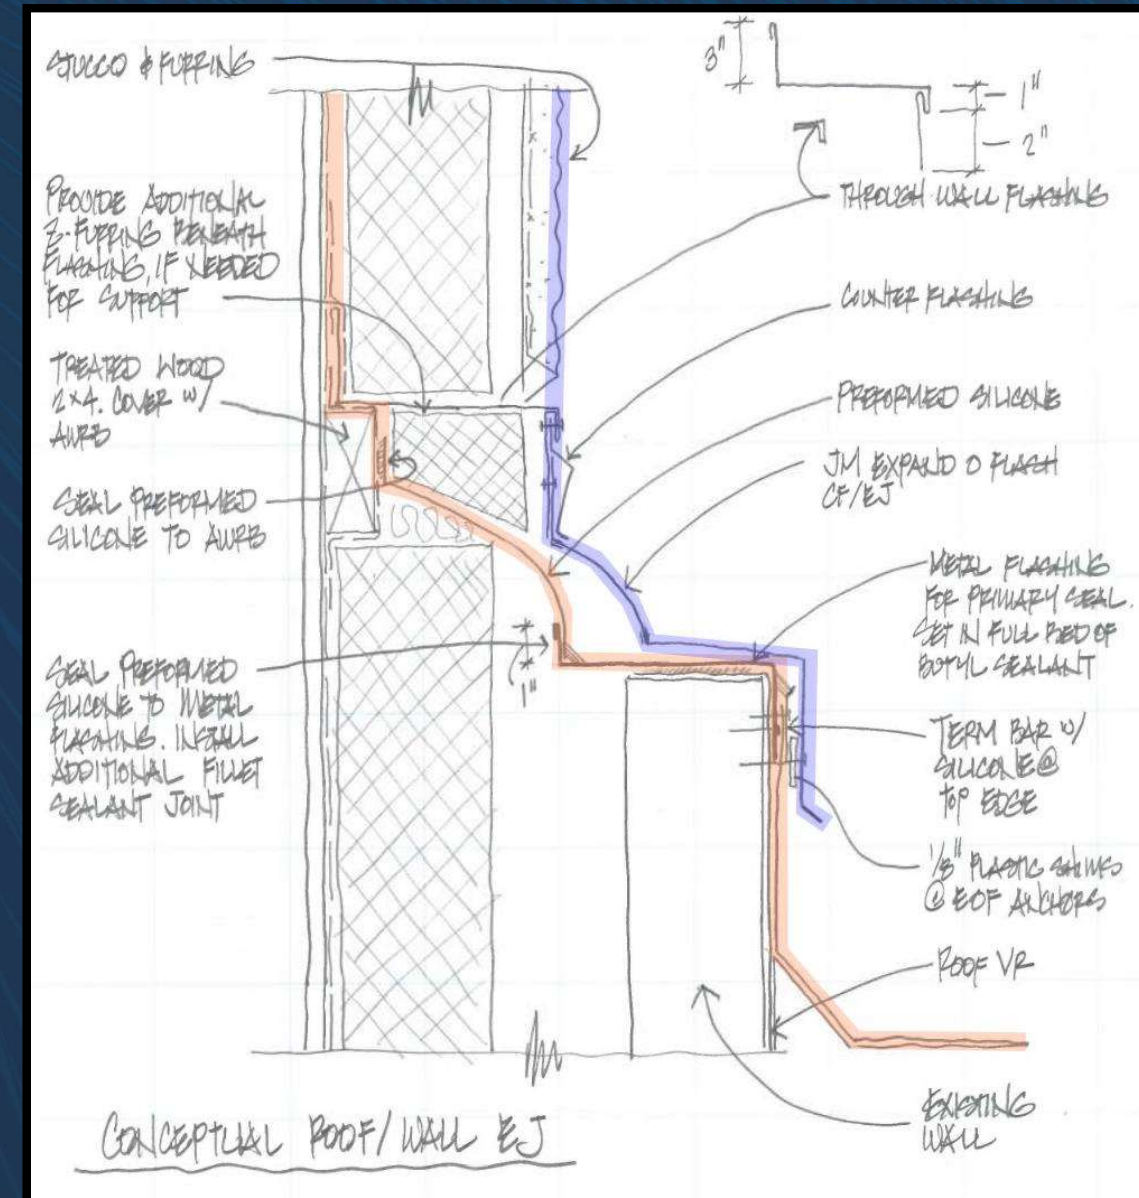 STUCCO & FURRING
PROVIDE ADDITIONAL
Z-FURRING BENEATH
FLASHING, IF NEEDED
FOR SUPPORT
TREATED WOOD
2x4. COVER W/
AWRB
SEAL PREFORMED
SILICONE TO AWRB
SEAL PREFORMED
SILICONE TO METAL
FLASHING. INSTALL
ADDITIONAL FILLET
SEALANT JOINT
1"
3"
1"
2"
THROUGH WALL FLASHING
COUNTER FLASHING
PREFORMED SILICONE
JM EXPAND O FLASH
CF/EJ
METAL FLASHING
FOR PRIMARY SEAL.
SET IN FULL BED OF
BUTYL SEALANT
TERM BAR W/
SILICONE @
TOP EDGE
1/8" PLASTIC SHIMS
@ EOF ANCHORS
ROOF VR
EXISTING
WALL
CONCEPTUAL ROOF/WALL EJ